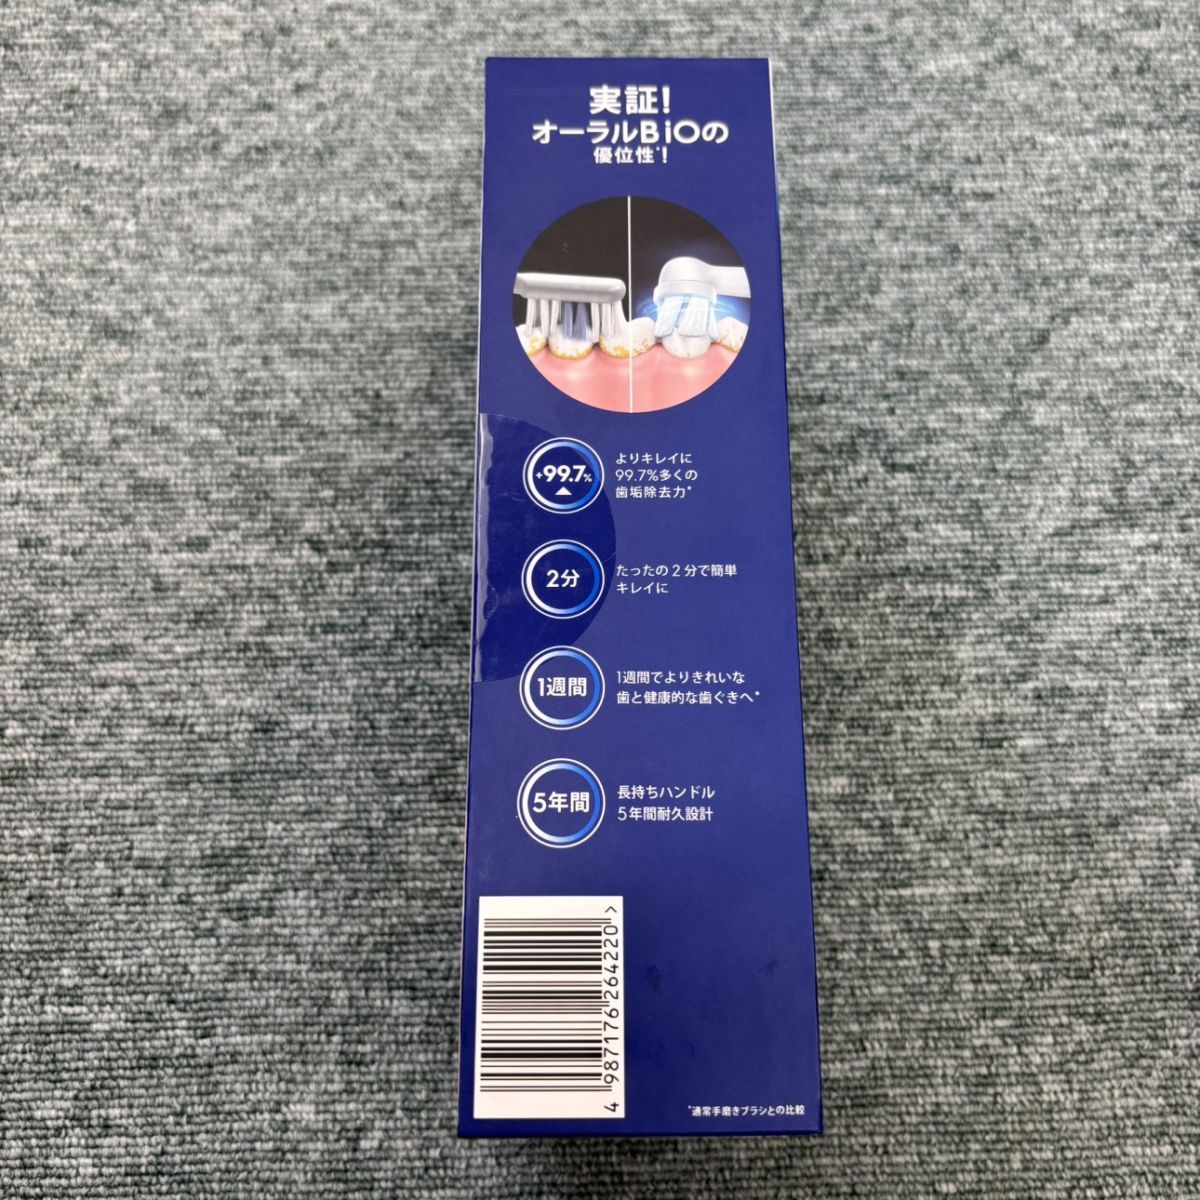 実証!
オーラルB iOの
優位性*!
+99.7%
よりキレイに
99.7%多くの
歯垢除去力*
2分
たったの2分で簡単
キレイに
1週間
1週間でよりきれいな
歯と健康的な歯ぐきへ*
5年間
長持ちハンドル
5年間耐久設計
4 987176 264220 >
*通常手磨きブラシとの比較